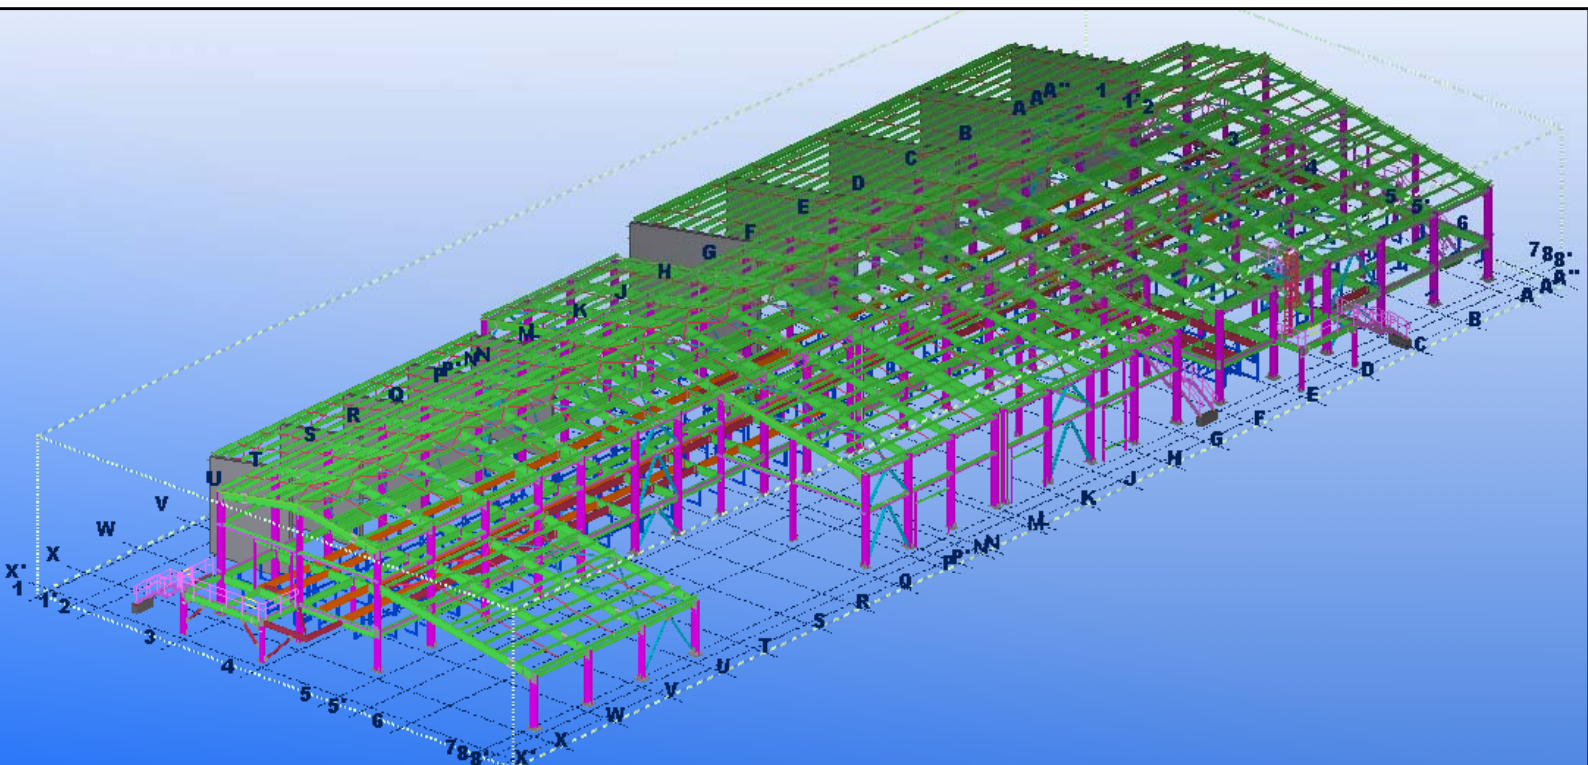 A A A"
1 1' 2
B
3
C
4
D
5 5'
E
6
F
G
7 8 8'
H
A A A"
J
B
K
C
L
M
D
N N
P P'
E
Q
F
R
G
S
H
T
J
U
K
V
M L
W
N N
X
P P'
X'
Q
1 1' 2
R
3
S
4
T
5 5'
U
6
V
7 8 8'
W
X
X'